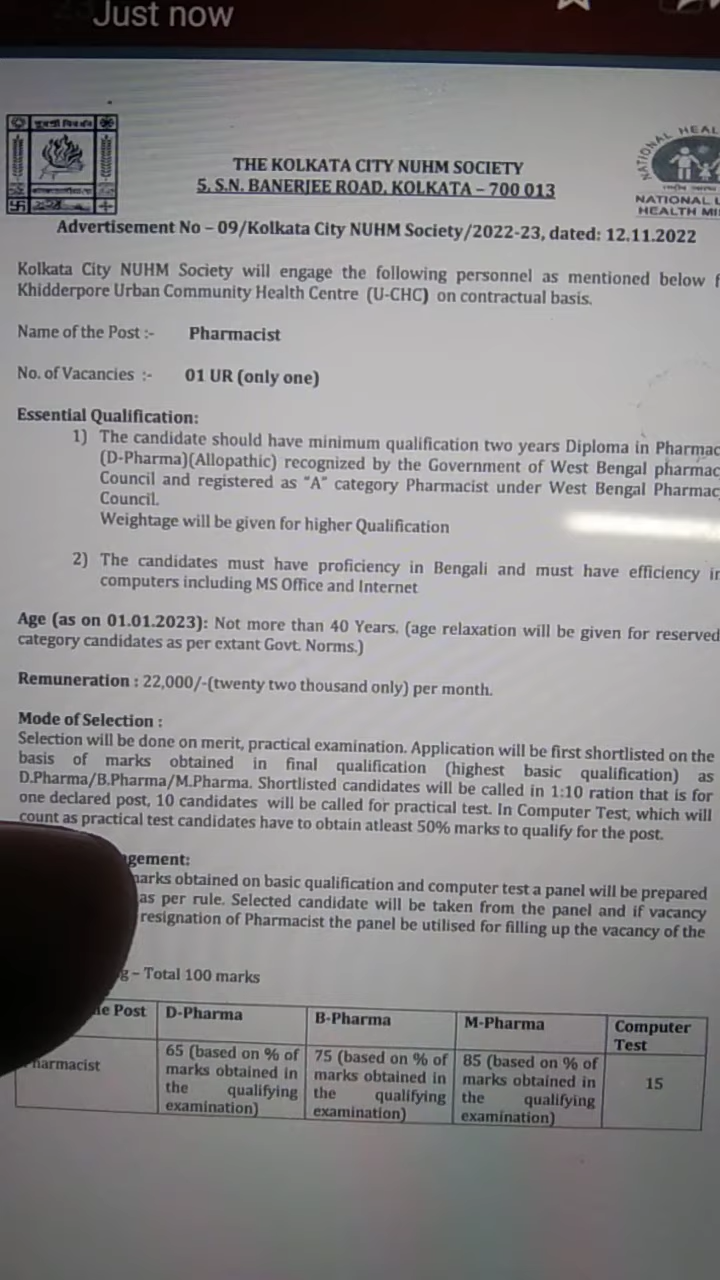 Just now
THE KOLKATA CITY NUHM SOCIETY
5, S.N. BANERJEE ROAD, KOLKATA – 700 013
NATIONAL HEAL
NATIONAL
HEALTH MI
Advertisement No – 09/Kolkata City NUHM Society/2022-23, dated: 12.11.2022
Kolkata City NUHM Society will engage the following personnel as mentioned below f
Khidderpore Urban Community Health Centre (U-CHC) on contractual basis.
Name of the Post :- Pharmacist
No. of Vacancies :- 01 UR (only one)
Essential Qualification:
1) The candidate should have minimum qualification two years Diploma in Pharmac
(D-Pharma)(Allopathic) recognized by the Government of West Bengal pharmac
Council and registered as "A" category Pharmacist under West Bengal Pharmac
Council.
Weightage will be given for higher Qualification
2) The candidates must have proficiency in Bengali and must have efficiency in
computers including MS Office and Internet
Age (as on 01.01.2023): Not more than 40 Years. (age relaxation will be given for reserved
category candidates as per extant Govt. Norms.)
Remuneration : 22,000/-(twenty two thousand only) per month.
Mode of Selection :
Selection will be done on merit, practical examination. Application will be first shortlisted on the
basis of marks obtained in final qualification (highest basic qualification) as
D.Pharma/B.Pharma/M.Pharma. Shortlisted candidates will be called in 1:10 ration that is for
one declared post, 10 candidates will be called for practical test. In Computer Test, which will
count as practical test candidates have to obtain atleast 50% marks to qualify for the post.
gement:
marks obtained on basic qualification and computer test a panel will be prepared
as per rule. Selected candidate will be taken from the panel and if vacancy
resignation of Pharmacist the panel be utilised for filling up the vacancy of the
g – Total 100 marks
he Post D-Pharma B-Pharma M-Pharma Computer Test
harmacist 65 (based on % of marks obtained in the qualifying examination) 75 (based on % of marks obtained in the qualifying examination) 85 (based on % of marks obtained in the qualifying examination) 15